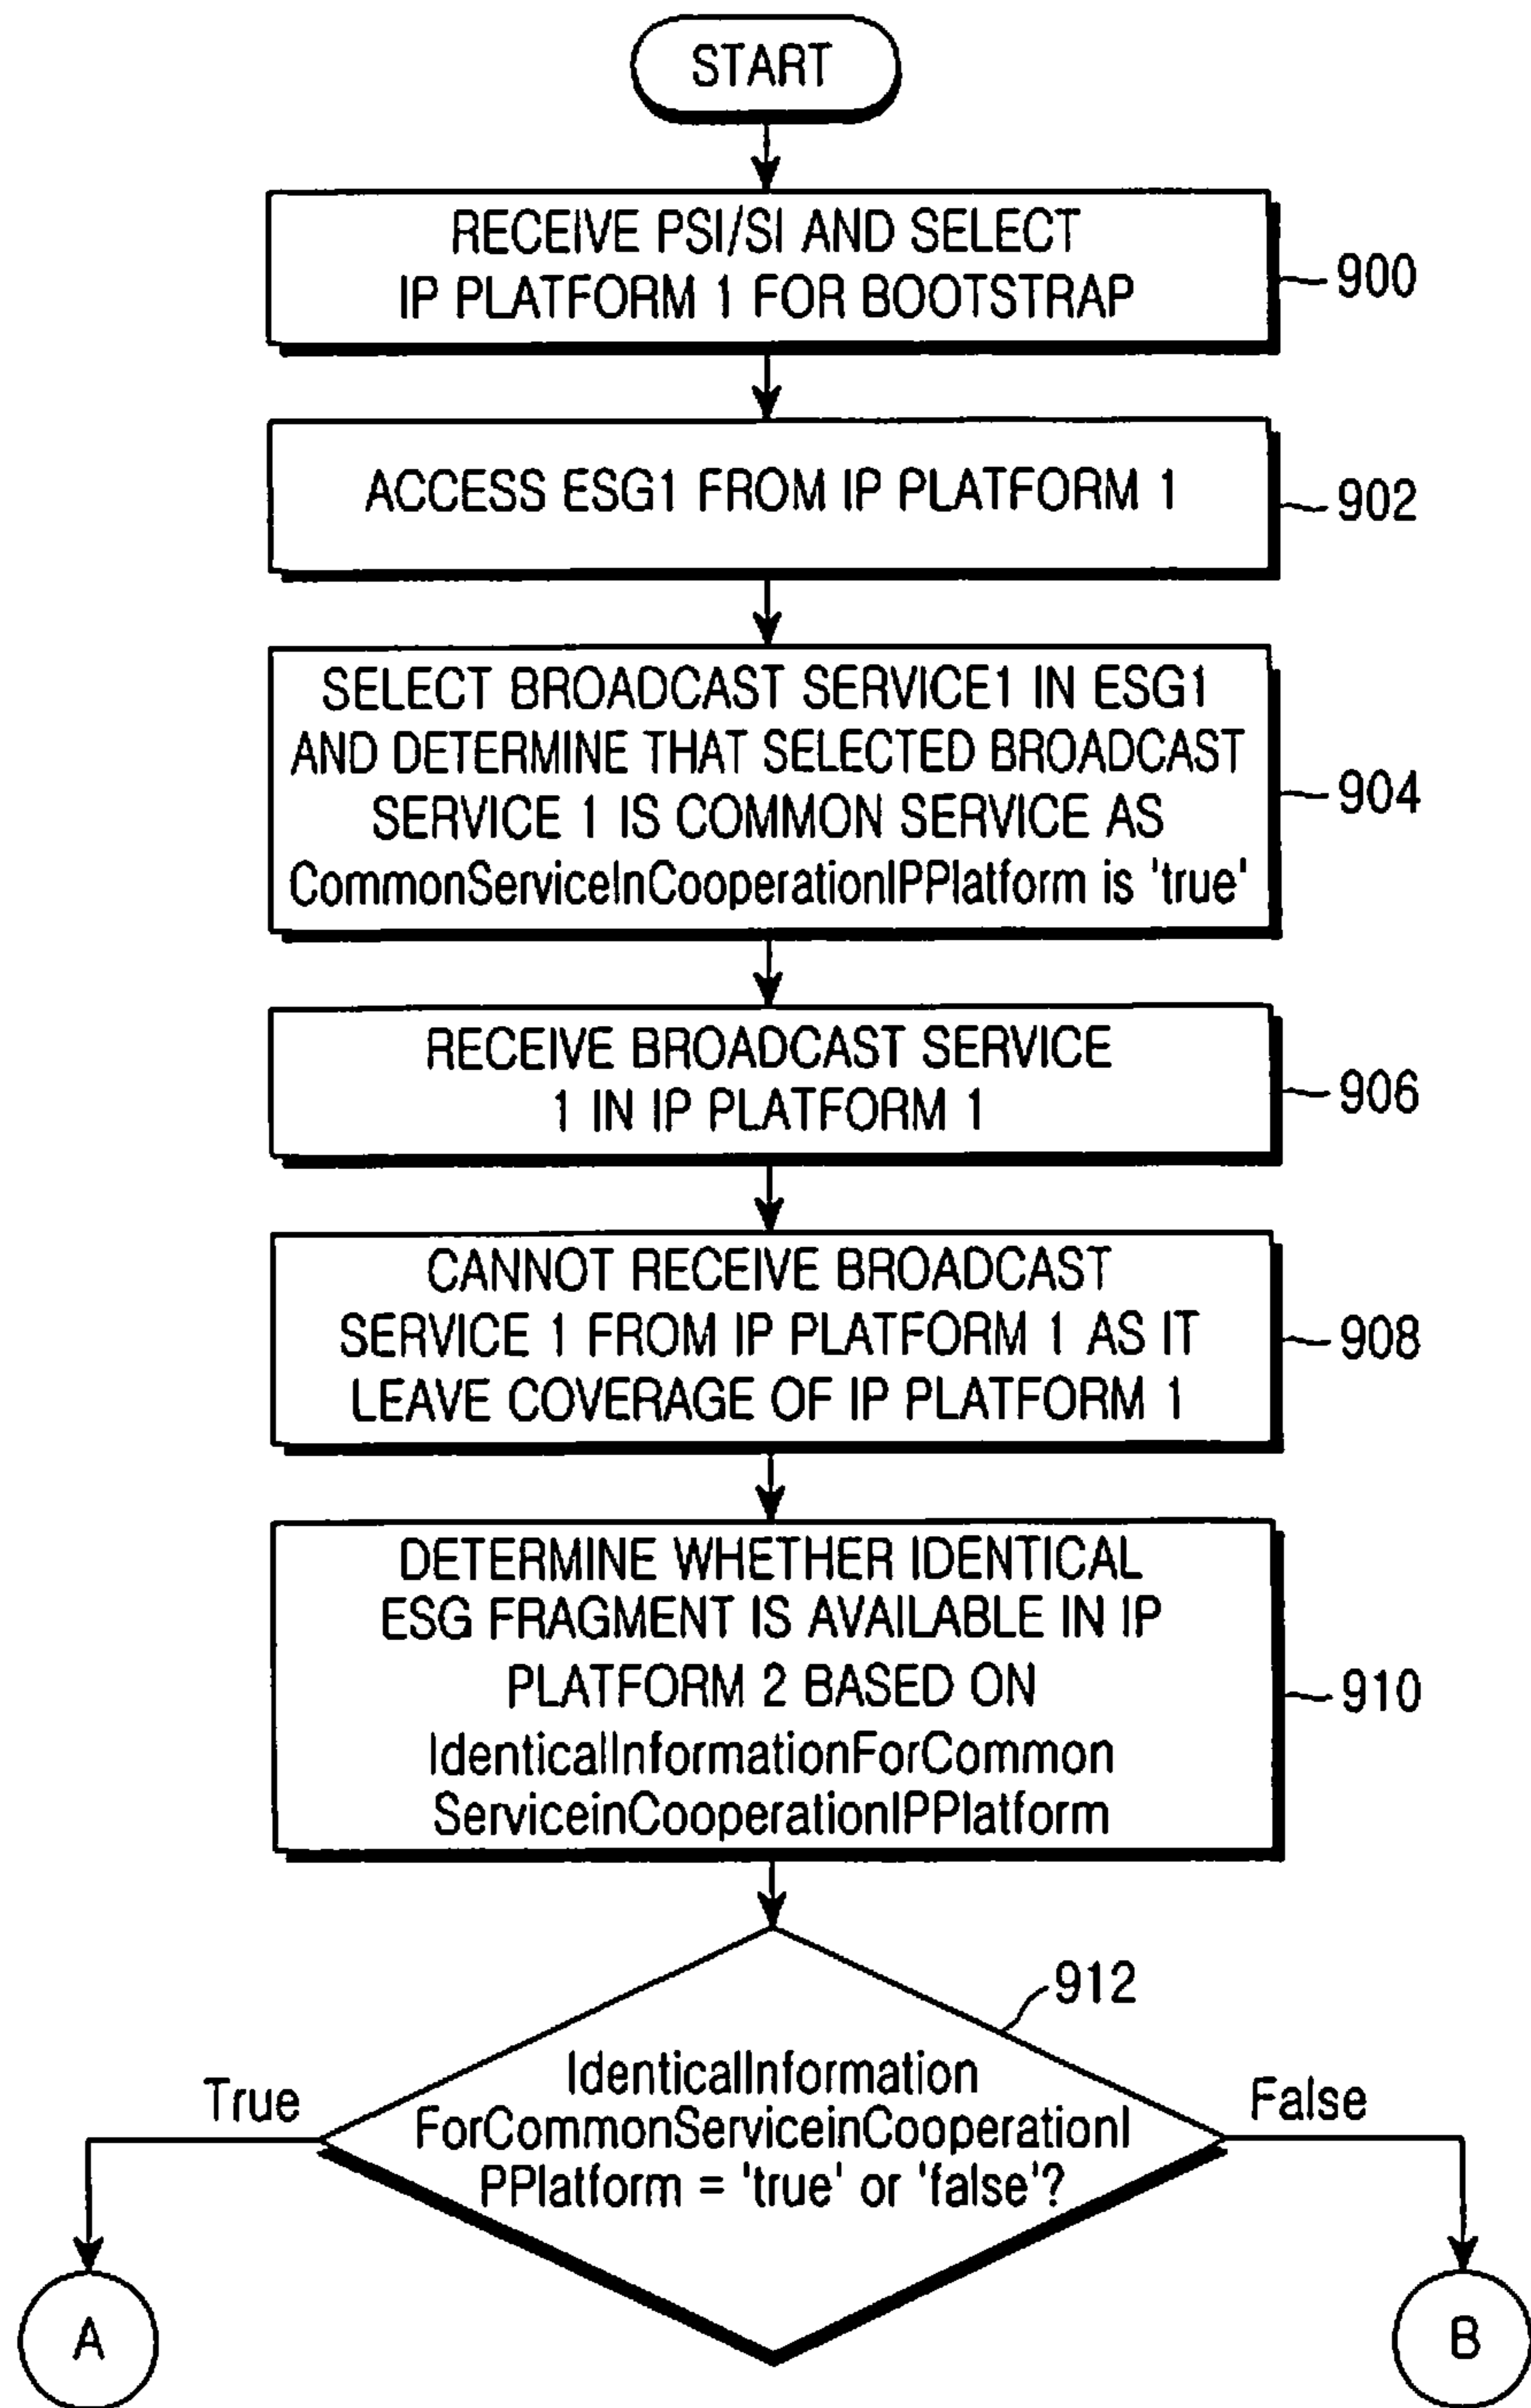 START
RECEIVE PSI/SI AND SELECT
IP PLATFORM 1 FOR BOOTSTRAP
900
ACCESS ESG1 FROM IP PLATFORM 1
902
SELECT BROADCAST SERVICE1 IN ESG1
AND DETERMINE THAT SELECTED BROADCAST
SERVICE 1 IS COMMON SERVICE AS
CommonServiceInCooperationIPPlatform is 'true'
904
RECEIVE BROADCAST SERVICE
1 IN IP PLATFORM 1
906
CANNOT RECEIVE BROADCAST
SERVICE 1 FROM IP PLATFORM 1 AS IT
LEAVE COVERAGE OF IP PLATFORM 1
908
DETERMINE WHETHER IDENTICAL
ESG FRAGMENT IS AVAILABLE IN IP
PLATFORM 2 BASED ON
IdenticalInformationForCommon
ServiceinCooperationIPPlatform
910
912
IdenticalInformation
ForCommonServiceinCooperationI
PPlatform = 'true' or 'false'?
True
False
A
B